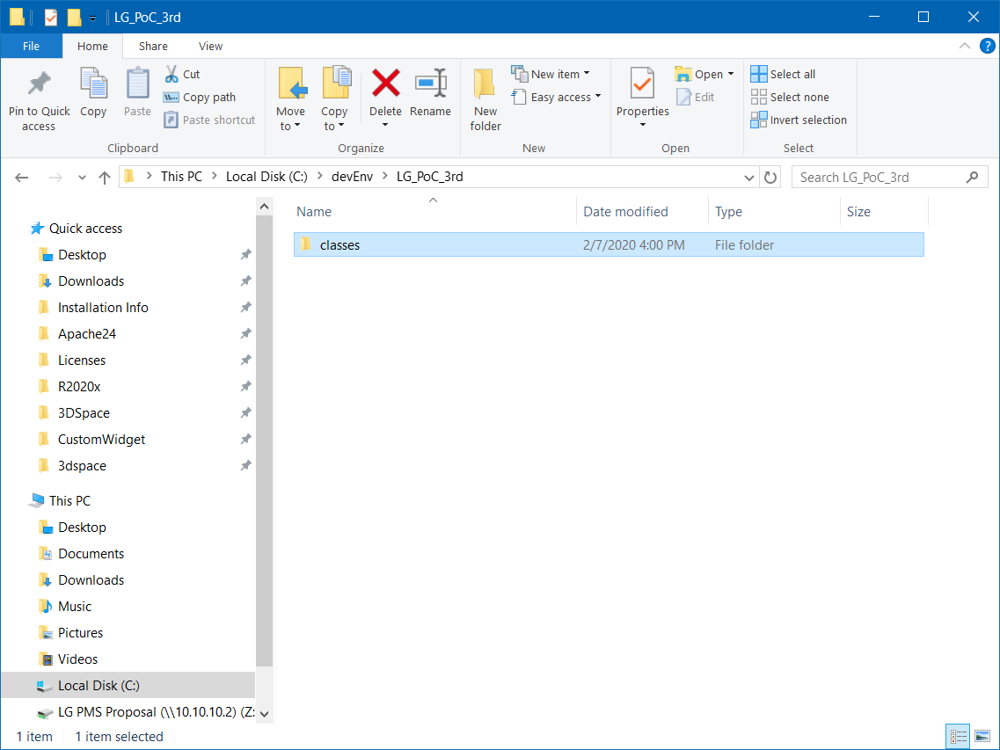 LG_PoC_3rd
File Home Share View
Pin to Quick access
Copy
Paste
Cut
Copy path
Paste shortcut
Clipboard
Move to
Copy to
Delete
Rename
Organize
New folder
New item
Easy access
New
Properties
Open
Edit
Open
Select all
Select none
Invert selection
Select
This PC > Local Disk (C:) > devEnv > LG_PoC_3rd
Search LG_PoC_3rd
Name Date modified Type Size
classes 2/7/2020 4:00 PM File folder
Quick access
Desktop
Downloads
Installation Info
Apache24
Licenses
R2020x
3DSpace
CustomWidget
3dspace
This PC
Desktop
Documents
Downloads
Music
Pictures
Videos
Local Disk (C:)
LG PMS Proposal (\\10.10.10.2) (Z:
1 item 1 item selected